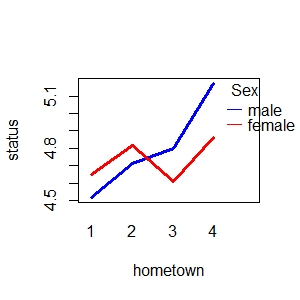 status
5.1
4.8
4.5
Sex
male
female
1 2 3 4
hometown